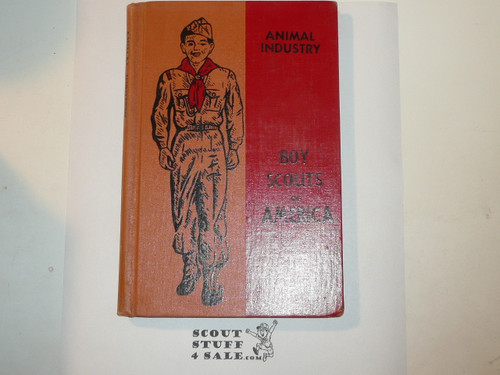 ANIMAL
INDUSTRY
BOY
SCOUTS
OF
AMERICA
SCOUT
STUFF
4 SALE.COM